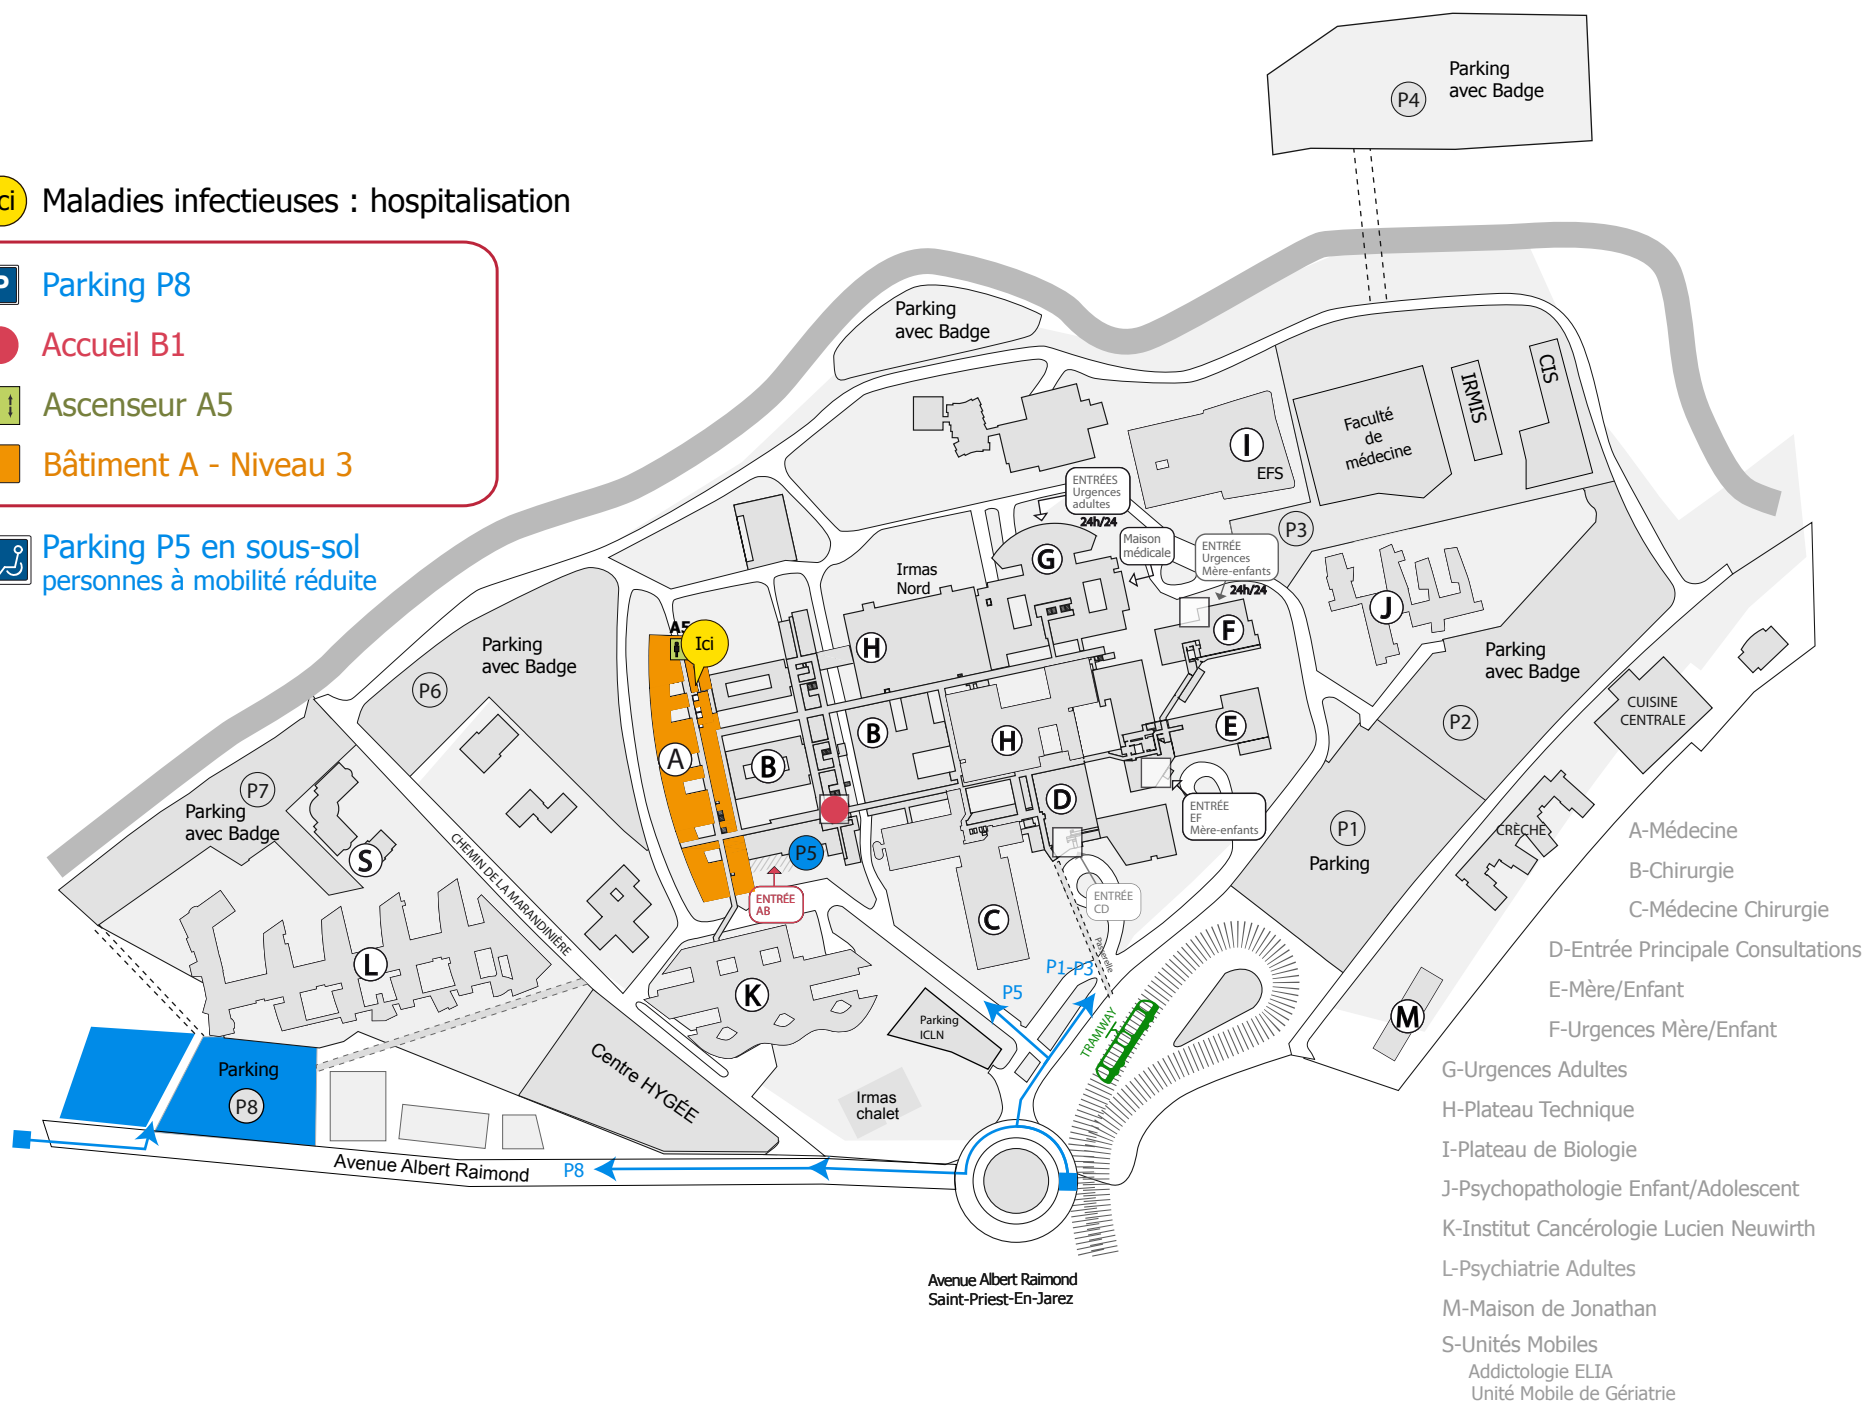 Parking
avec Badge
P4
ci
Maladies infectieuses : hospitalisation
P
Parking P8
Accueil B1
Ascenseur A5
Bâtiment A - Niveau 3
Parking P5 en sous-sol
personnes à mobilité réduite
Parking
avec Badge
CIS
IRMIS
Faculté
de
médecine
I
EFS
ENTRÉES
Urgences
adultes
24h/24
Maison
médicale
ENTRÉE
Urgences
Mère-enfants
24h/24
P3
G
Irmas
Nord
J
F
H
A5
Ici
Parking
avec Badge
P6
Parking
avec Badge
P2
CUISINE
CENTRALE
E
B
H
A
B
D
P7
Parking
avec Badge
ENTRÉE
EF
Mère-enfants
P1
Parking
CRÈCHE
S
P5
CHEMIN DE LA MARANDINIÈRE
ENTRÉE
AB
ENTRÉE
CD
C
Passerelle
L
K
P1-P3
P5
TRAMWAY
M
Parking
ICLN
Parking
P8
Centre HYGÉE
Irmas
chalet
Avenue Albert Raimond
P8
Avenue Albert Raimond
Saint-Priest-En-Jarez
A-Médecine
B-Chirurgie
C-Médecine Chirurgie
D-Entrée Principale Consultations
E-Mère/Enfant
F-Urgences Mère/Enfant
G-Urgences Adultes
H-Plateau Technique
I-Plateau de Biologie
J-Psychopathologie Enfant/Adolescent
K-Institut Cancérologie Lucien Neuwirth
L-Psychiatrie Adultes
M-Maison de Jonathan
S-Unités Mobiles
Addictologie ELIA
Unité Mobile de Gériatrie